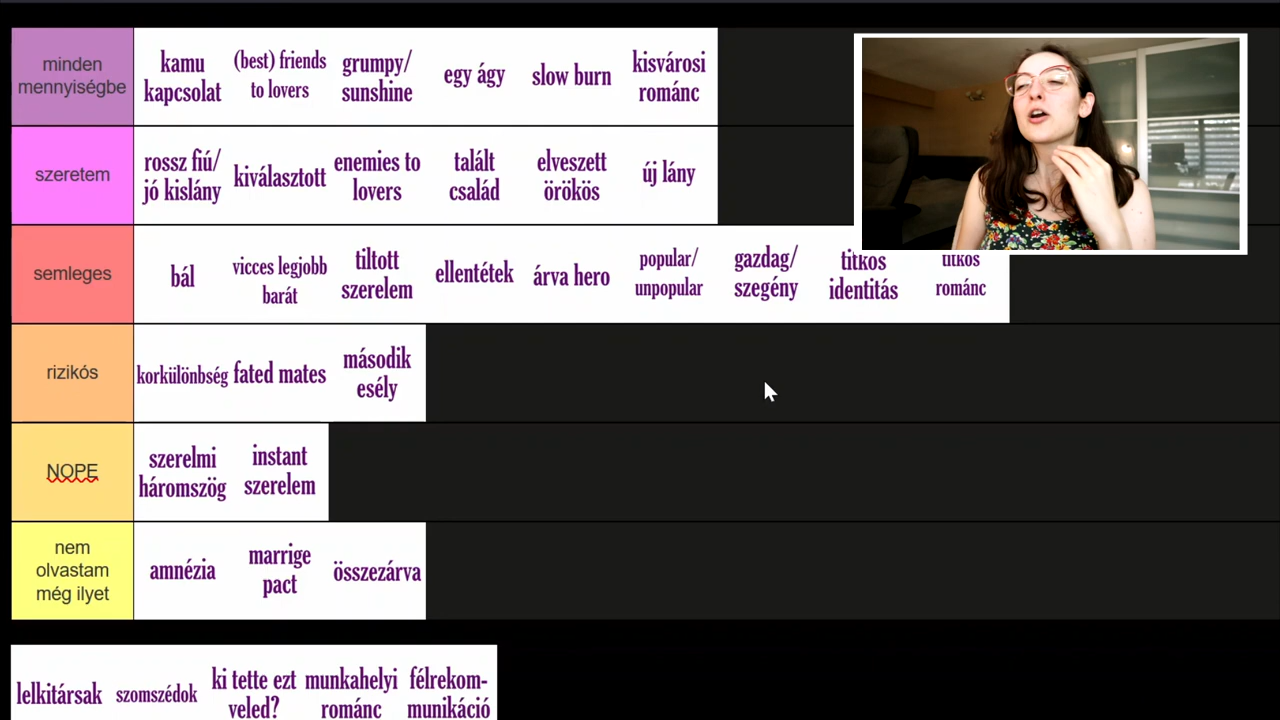 minden
mennyiségbe
kamu
kapcsolat
(best) friends
to lovers
grumpy/
sunshine
egy ágy
slow burn
kisvárosi
románc
szeretem
rossz fiú/
jó kislány
kiválasztott
enemies to
lovers
talált
család
elveszett
örökös
új lány
semleges
bál
vicces legjobb
barát
tiltott
szerelem
ellentétek
árva hero
popular/
unpopular
gazdag/
szegény
titkos
identitás
titkos
románc
rizikós
korkülönbség
fated mates
második
esély
NOPE
szerelmi
háromszög
instant
szerelem
nem
olvastam
még ilyet
amnézia
marrige
pact
összezárva
lelkitársak
szomszédok
ki tette ezt
veled?
munkahelyi
románc
félrekom-
munikáció